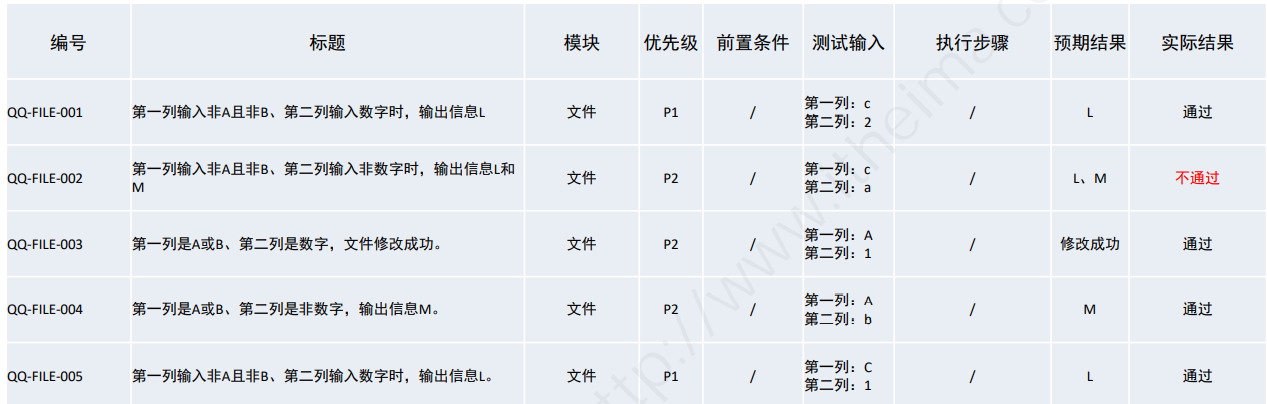 编号 标题 模块 优先级 前置条件 测试输入 执行步骤 预期结果 实际结果
QQ-FILE-001 第一列输入非A且非B、第二列输入数字时，输出信息L 文件 P1 / 第一列：c / L 通过
第二列：2
QQ-FILE-002 第一列输入非A且非B、第二列输入非数字时，输出信息L和 文件 P2 / 第一列：c / L、M 不通过
M 第二列：a
QQ-FILE-003 第一列是A或B、第二列是数字，文件修改成功。 文件 P2 / 第一列：A / 修改成功 通过
第二列：1
QQ-FILE-004 第一列是A或B、第二列是非数字，输出信息M。 文件 P2 / 第一列：A / M 通过
第二列：b
QQ-FILE-005 第一列输入非A且非B、第二列输入数字时，输出信息L。 文件 P1 / 第一列：C / L 通过
第二列：1